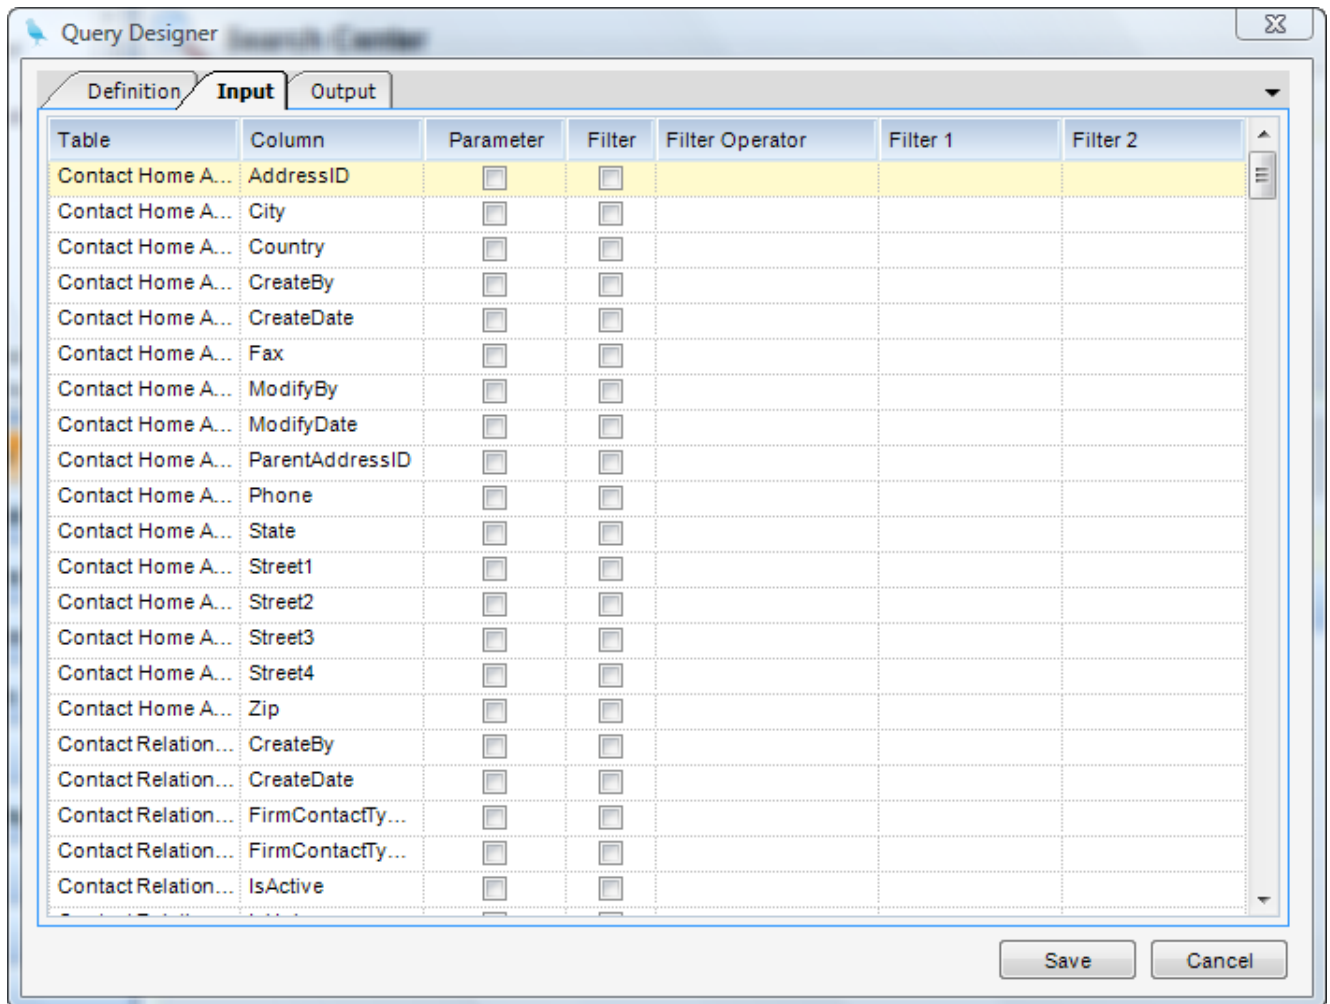 Query Designer Search Center
Definition Input Output
Table Column Parameter Filter Filter Operator Filter 1 Filter 2
Contact Home A... AddressID
Contact Home A... City
Contact Home A... Country
Contact Home A... CreateBy
Contact Home A... CreateDate
Contact Home A... Fax
Contact Home A... ModifyBy
Contact Home A... ModifyDate
Contact Home A... ParentAddressID
Contact Home A... Phone
Contact Home A... State
Contact Home A... Street1
Contact Home A... Street2
Contact Home A... Street3
Contact Home A... Street4
Contact Home A... Zip
Contact Relation... CreateBy
Contact Relation... CreateDate
Contact Relation... FirmContactTy...
Contact Relation... FirmContactTy...
Contact Relation... IsActive
Save Cancel